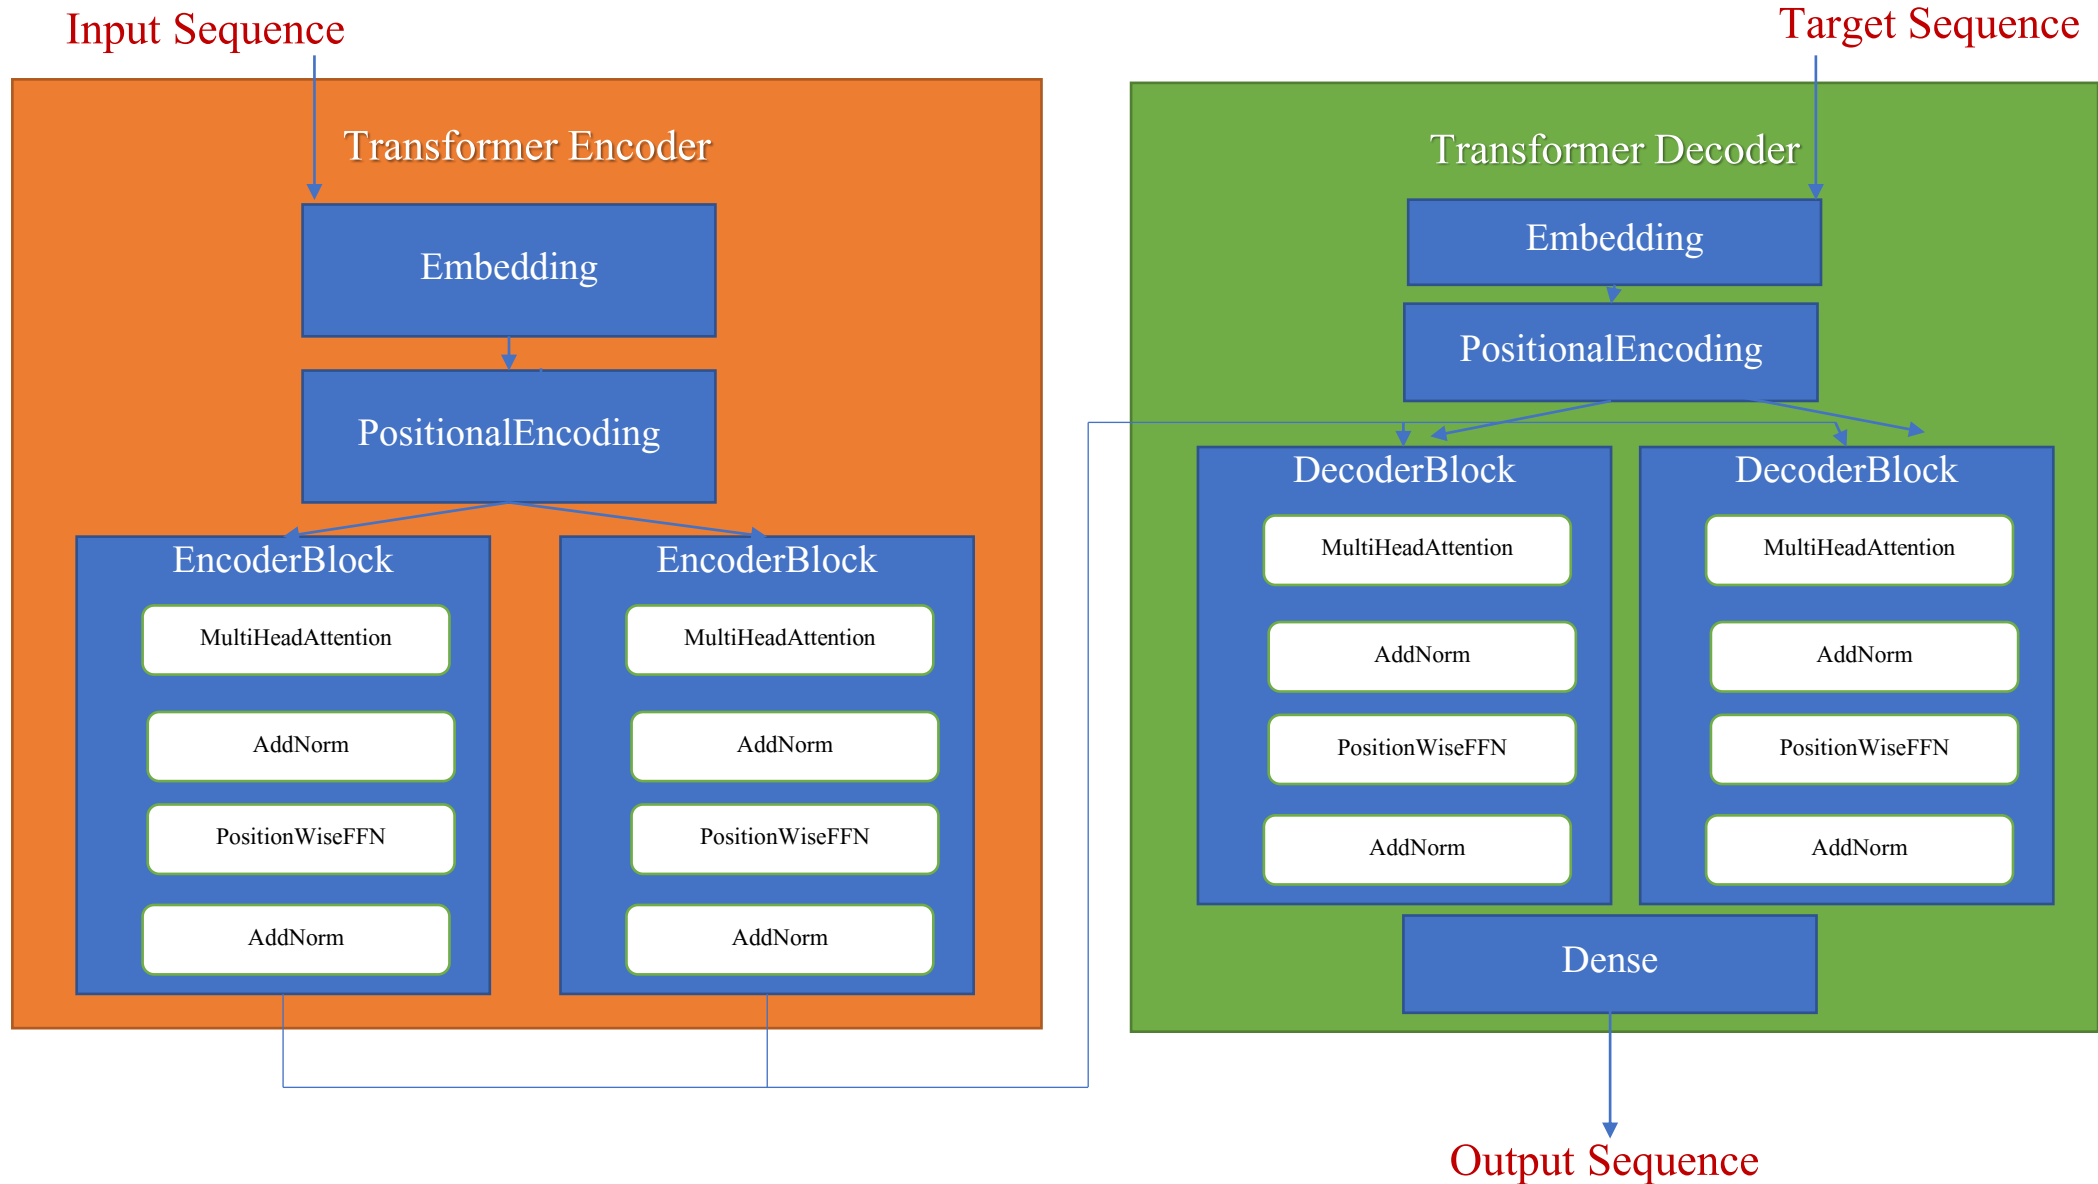 Input Sequence
Transformer Encoder
Embedding
PositionalEncoding
EncoderBlock
MultiHeadAttention
AddNorm
PositionWiseFFN
AddNorm
EncoderBlock
MultiHeadAttention
AddNorm
PositionWiseFFN
AddNorm
Target Sequence
Transformer Decoder
Embedding
PositionalEncoding
DecoderBlock
MultiHeadAttention
AddNorm
PositionWiseFFN
AddNorm
DecoderBlock
MultiHeadAttention
AddNorm
PositionWiseFFN
AddNorm
Dense
Output Sequence